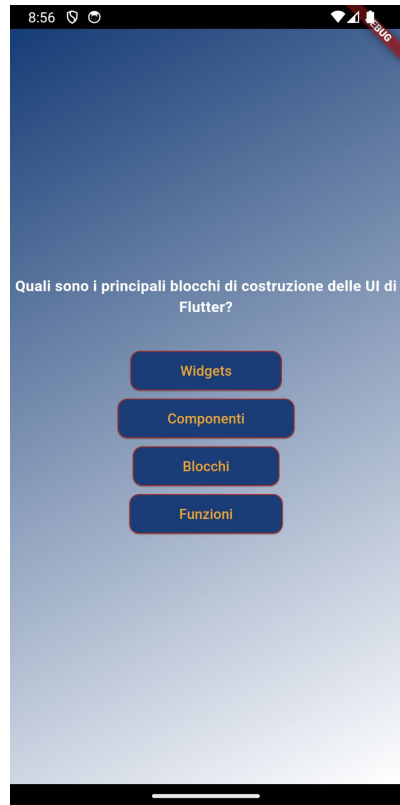 8:56
DEBUG
Quali sono i principali blocchi di costruzione delle UI di
Flutter?
Widgets
Componenti
Blocchi
Funzioni